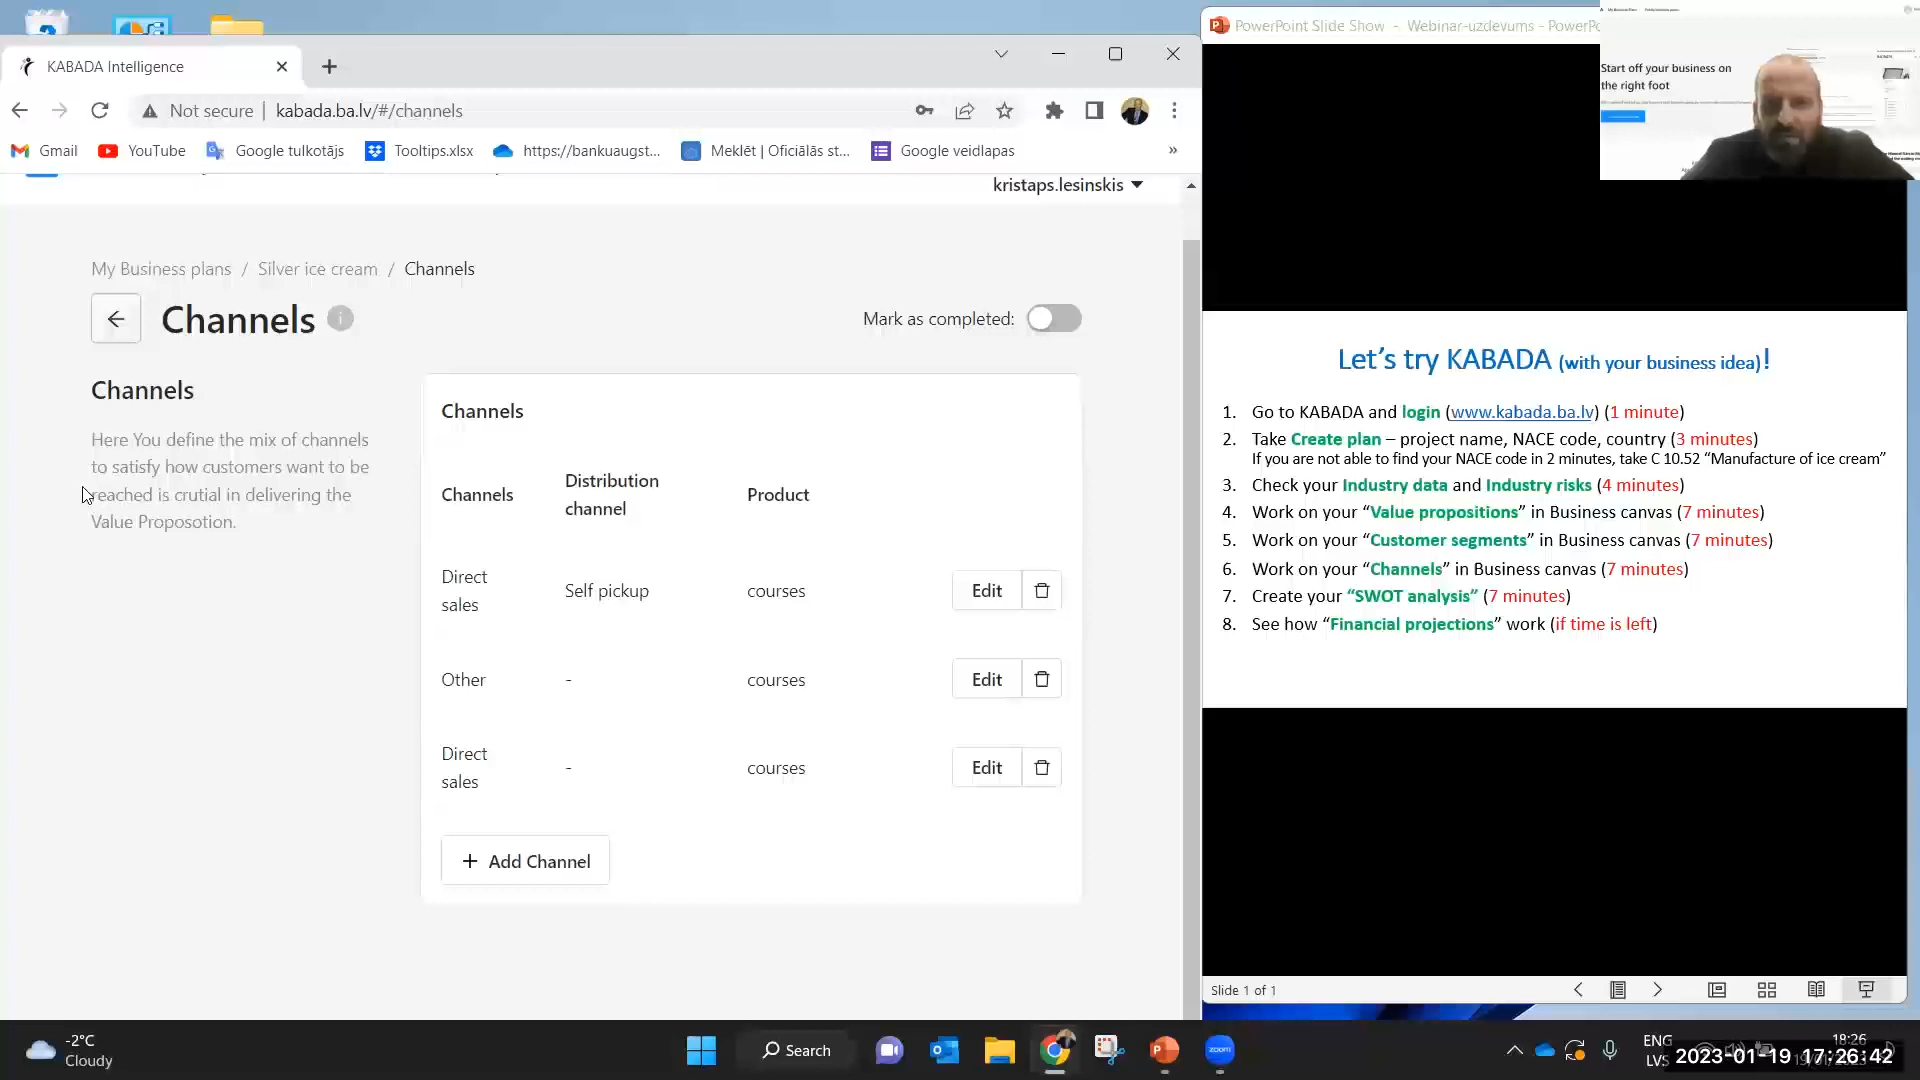 KABADA Intelligence
Not secure | kabada.ba.lv/#/channels
Gmail
YouTube
Google tulkotājs
Tooltips.xlsx
https://bankuaugst...
Meklēt | Oficiālās st...
Google veidlapas
»
kristaps.lesinskis
My Business plans / Silver ice cream / Channels
Channels
Mark as completed:
Channels
Here You define the mix of channels
to satisfy how customers want to be
reached is crutial in delivering the
Value Proposotion.
Channels
Channels
Distribution
channel
Product
Direct
sales
Self pickup
courses
Edit
Other
-
courses
Edit
Direct
sales
-
courses
Edit
+ Add Channel
PowerPoint Slide Show - Webinar-uzdevums - PowerPo
Start off your business on
the right foot
Let's try KABADA (with your business idea)!
1. Go to KABADA and login (www.kabada.ba.lv) (1 minute)
2. Take Create plan – project name, NACE code, country (3 minutes)
If you are not able to find your NACE code in 2 minutes, take C 10.52 “Manufacture of ice cream”
3. Check your Industry data and Industry risks (4 minutes)
4. Work on your “Value propositions” in Business canvas (7 minutes)
5. Work on your “Customer segments” in Business canvas (7 minutes)
6. Work on your “Channels” in Business canvas (7 minutes)
7. Create your “SWOT analysis” (7 minutes)
8. See how “Financial projections” work (if time is left)
Slide 1 of 1
-2°C
Cloudy
Search
zoom
ENG
LVS
18:26
2023-01-19 17:26:42